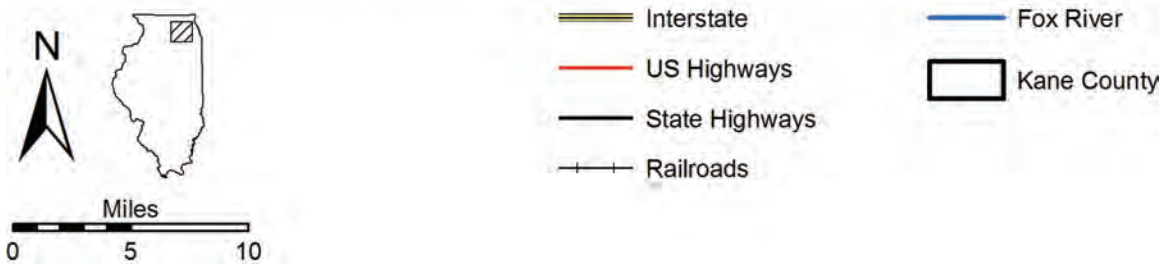 N
Miles
0 5 10
Interstate
US Highways
State Highways
Railroads
Fox River
Kane County